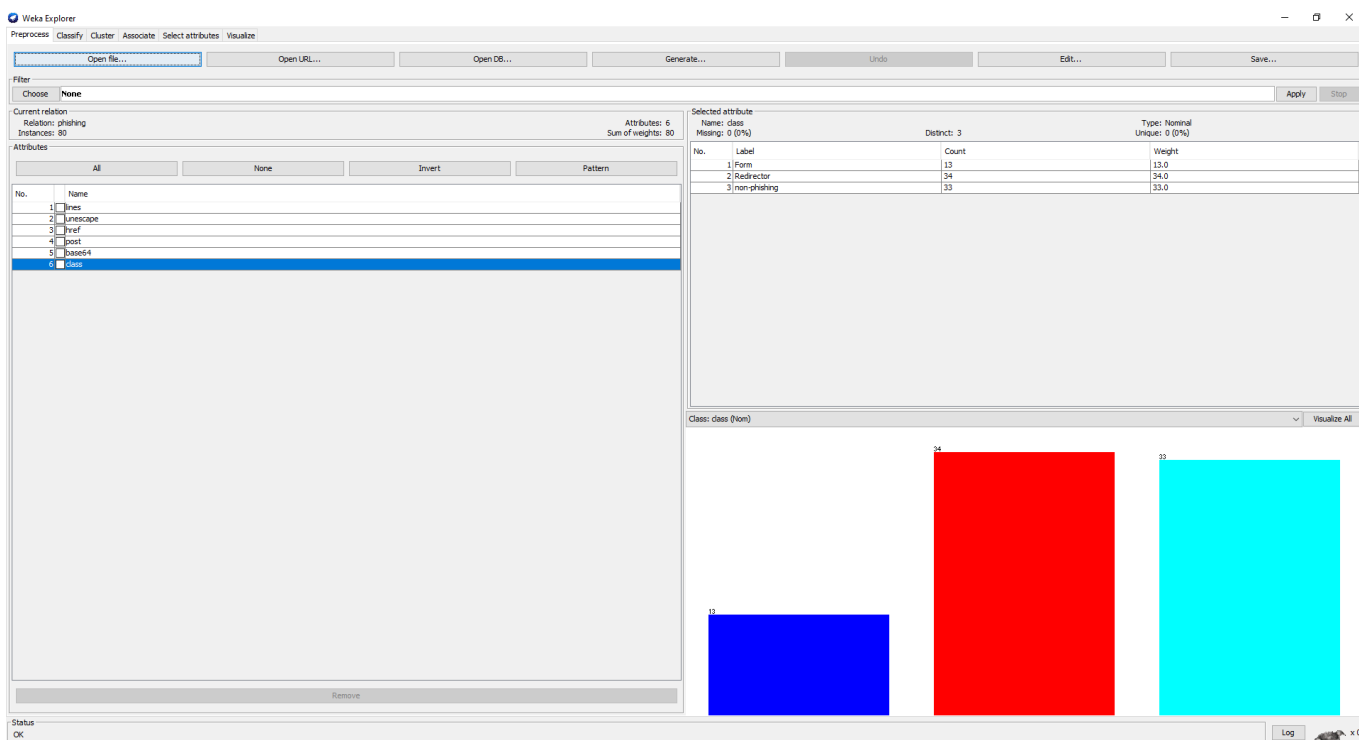 Weka Explorer
Preprocess Classify Cluster Associate Select attributes Visualize
Open file... Open URL... Open DB... Generate... Undo Edit... Save...
Filter
Choose None Apply Stop
Current relation
Relation: phishing Attributes: 6
Instances: 80 Sum of weights: 80
Attributes
All None Invert Pattern
No. Name
1 lines
2 unescape
3 href
4 post
5 base64
6 class
Remove
Selected attribute
Name: class Type: Nominal
Missing: 0 (0%) Distinct: 3 Unique: 0 (0%)
No. Label Count Weight
1 Form 13 13.0
2 Redirector 34 34.0
3 non-phishing 33 33.0
Class: class (Nom) Visualize All
34
33
13
Status
OK Log x 0